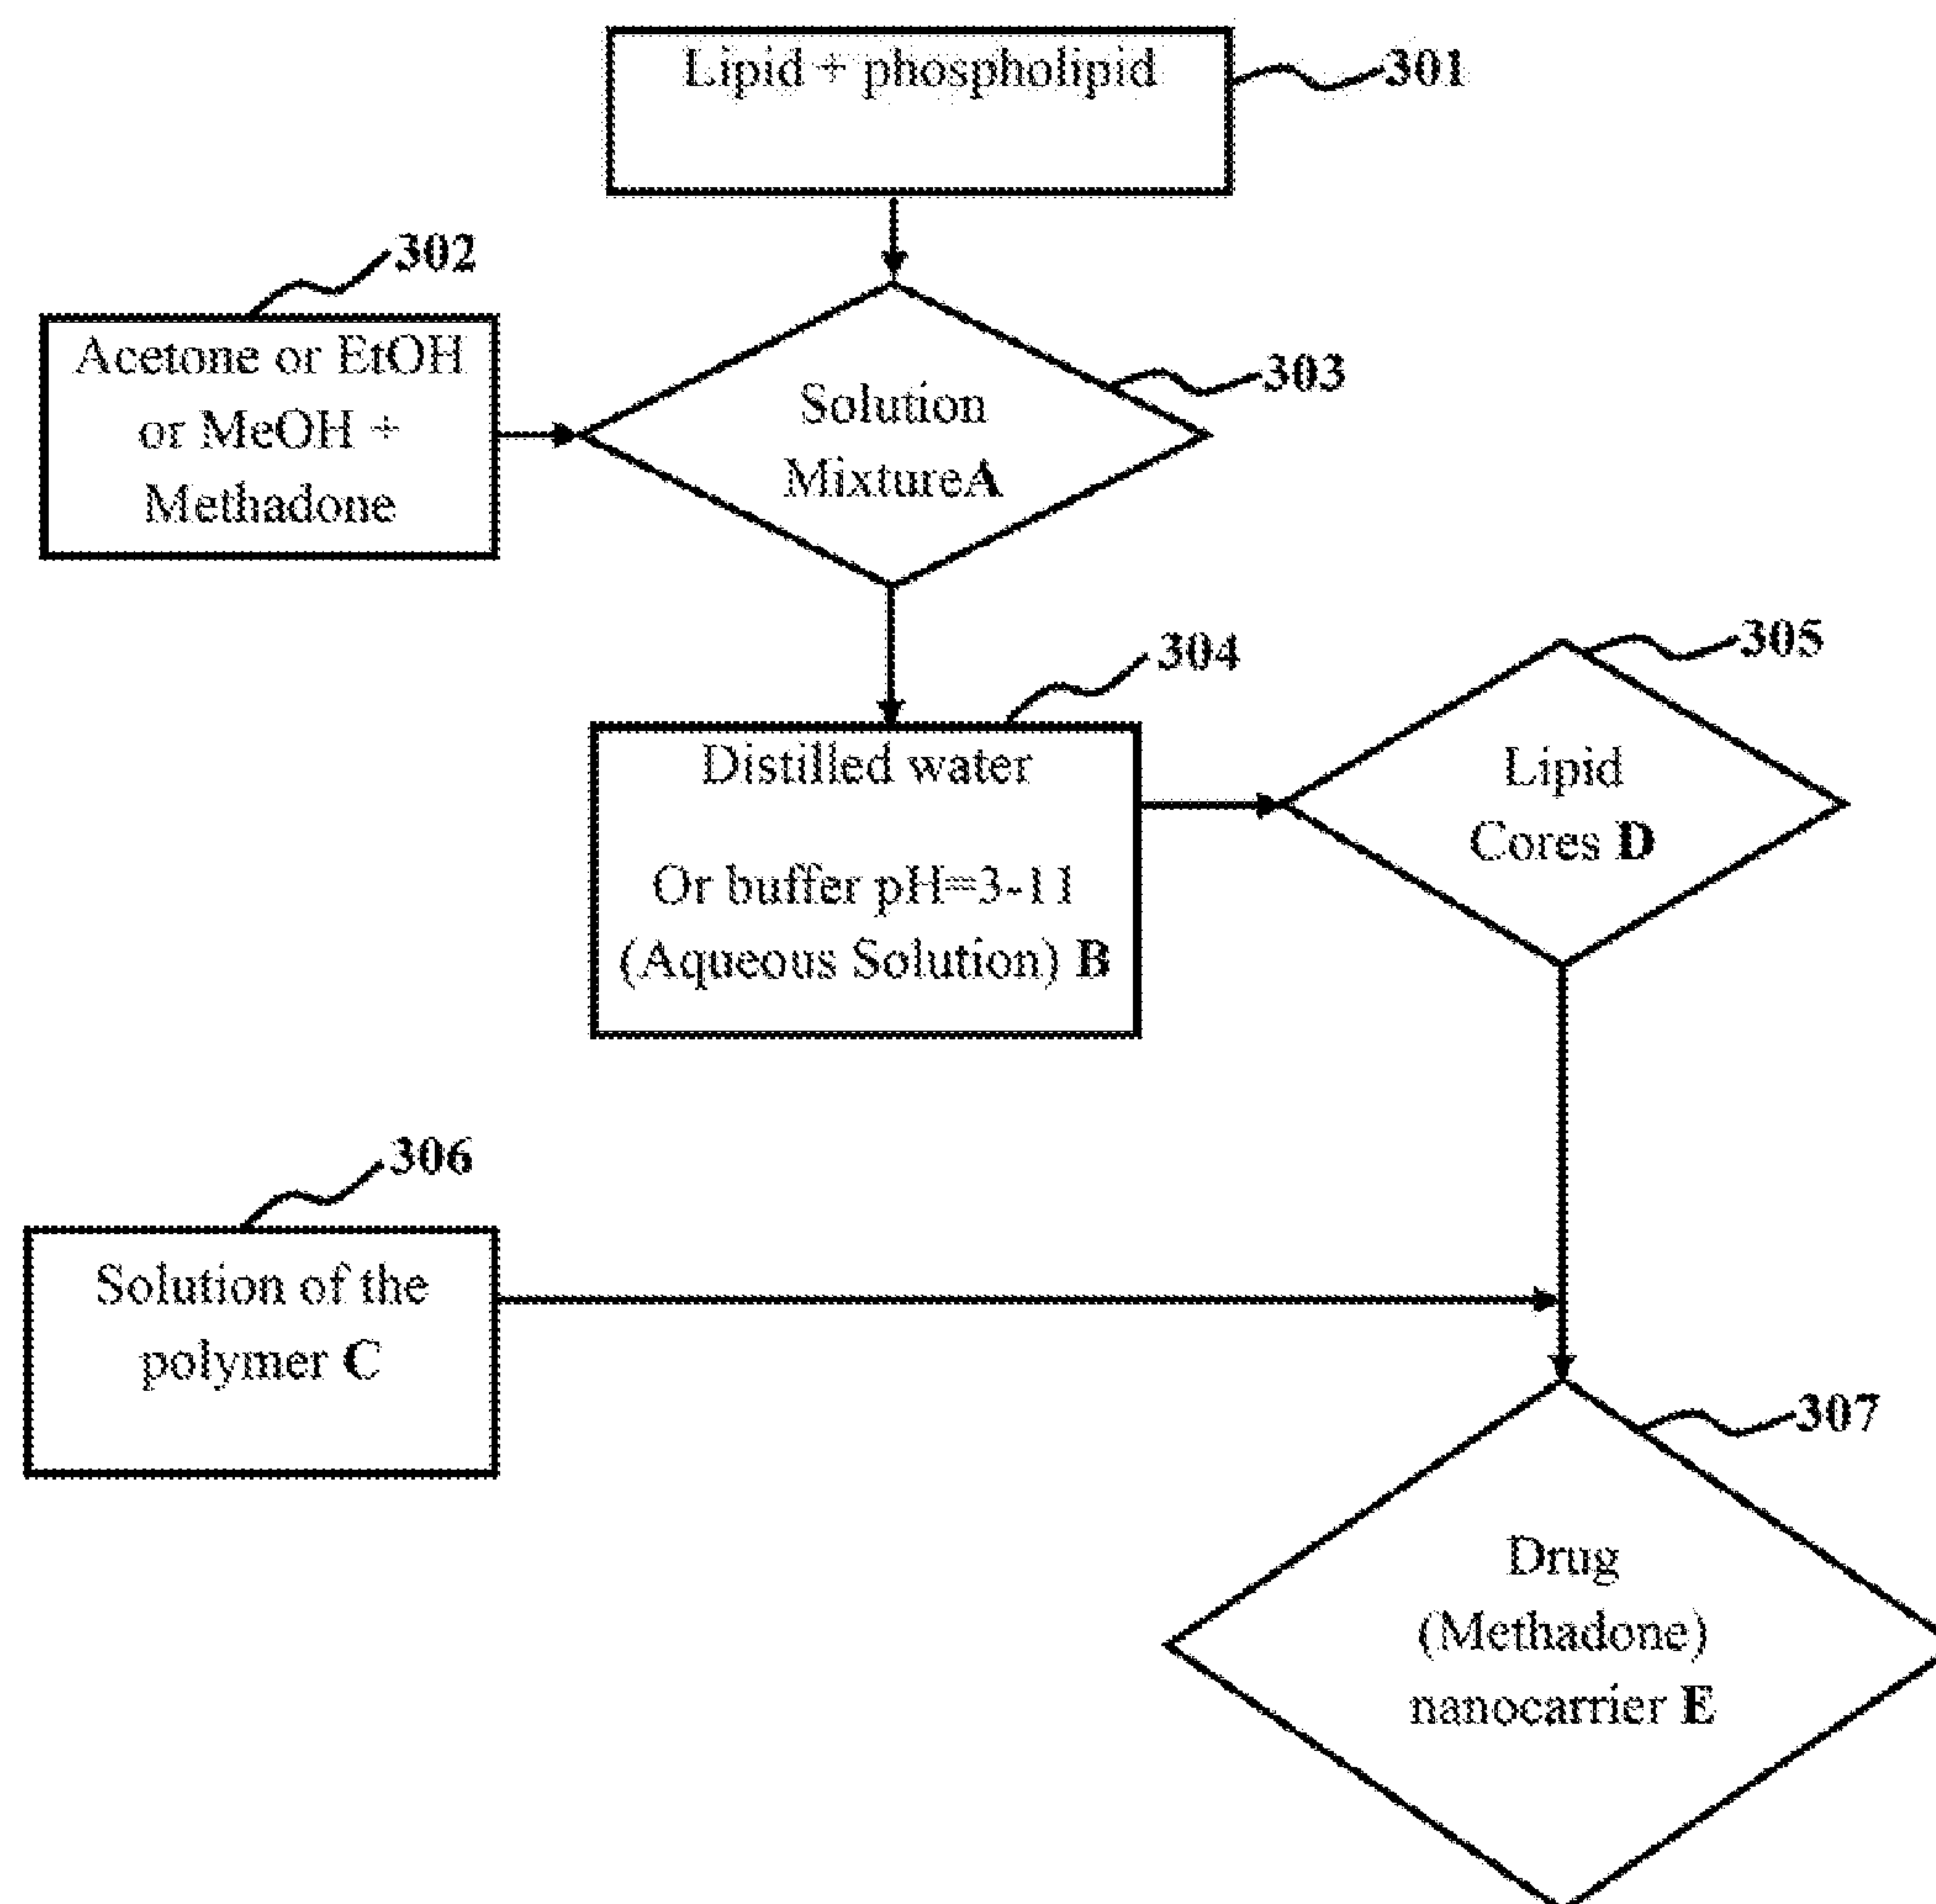 Lipid + phospholipid
301
302
Acetone or EtOH
or MeOH +
Methadone
303
Solution
MixtureA
304
Distilled water
Or buffer pH=3-11
(Aqueous Solution) B
305
Lipid
Cores D
306
Solution of the
polymer C
307
Drug
(Methadone)
nanocarrier E